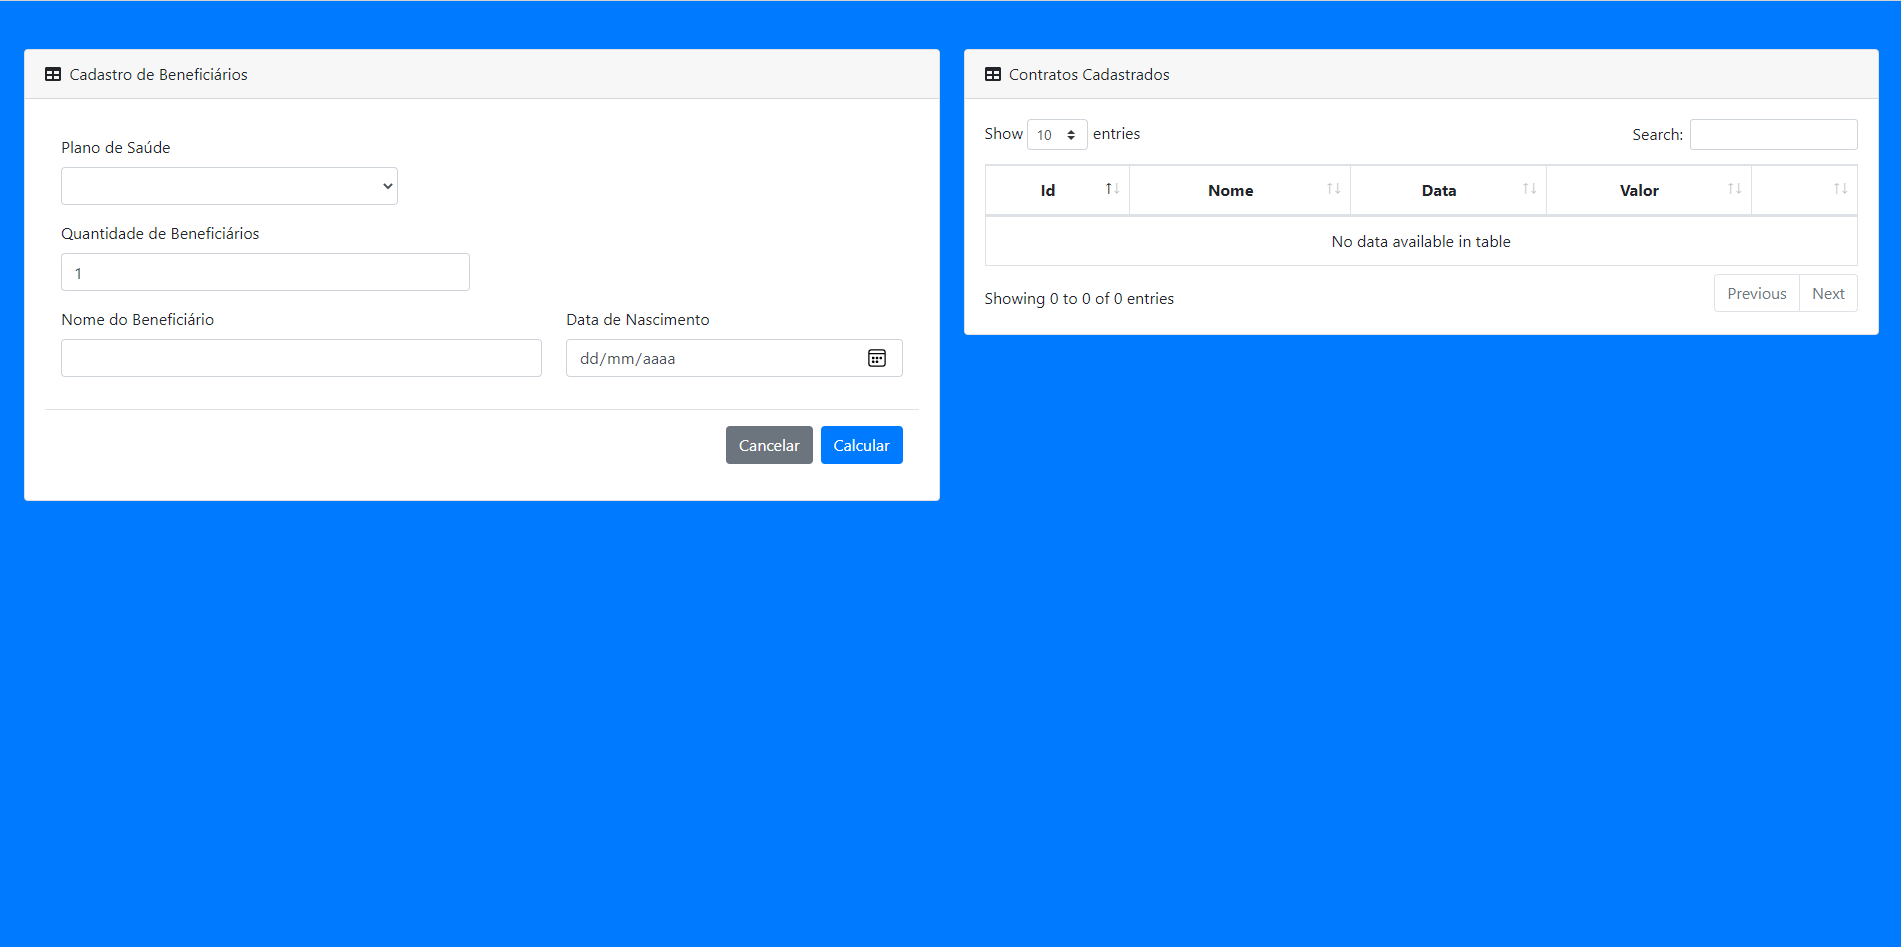 Cadastro de Beneficiários
Plano de Saúde
Quantidade de Beneficiários
1
Nome do Beneficiário Data de Nascimento
dd/mm/aaaa
Cancelar Calcular
Contratos Cadastrados
Show 10 entries Search:
Id Nome Data Valor
No data available in table
Showing 0 to 0 of 0 entries Previous Next